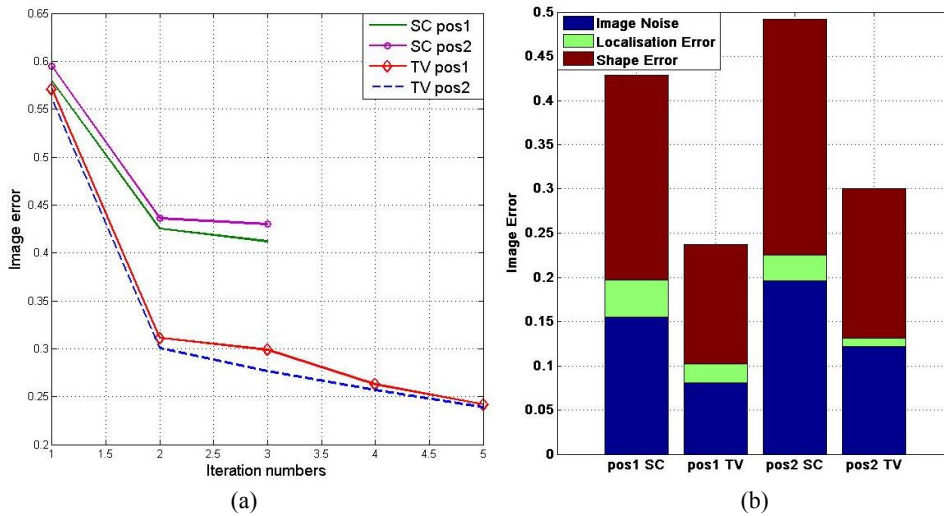 0.65
0.6
0.55
0.5
0.45
0.4
0.35
0.3
0.25
0.2
Image error
SC pos1
SC pos2
TV pos1
TV pos2
1
1.5
2
2.5
3
3.5
4
4.5
5
Iteration numbers
(a)
0.5
0.45
0.4
0.35
0.3
0.25
0.2
0.15
0.1
0.05
0
Image Error
Image Noise
Localisation Error
Shape Error
pos1 SC
pos1 TV
pos2 SC
pos2 TV
(b)